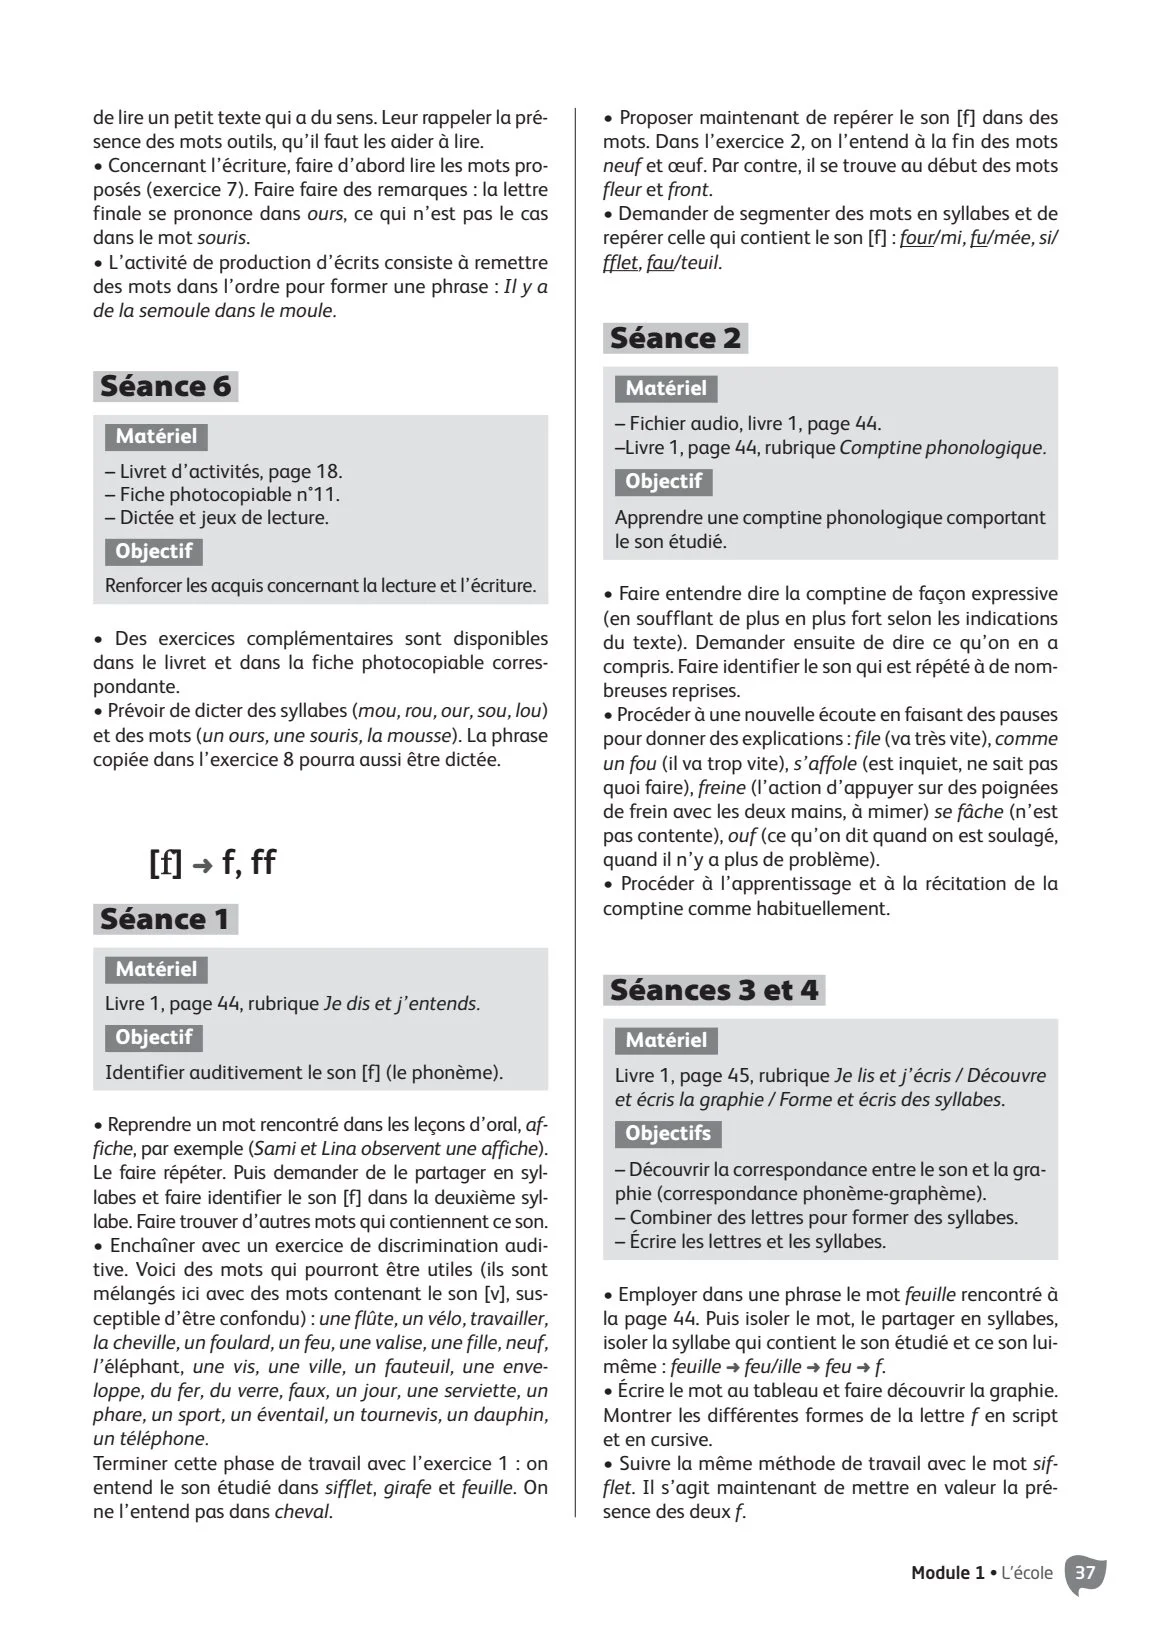 de lire un petit texte qui a du sens. Leur rappeler la pré-
sence des mots outils, qu’il faut les aider à lire.
• Concernant l’écriture, faire d’abord lire les mots pro-
posés (exercice 7). Faire faire des remarques : la lettre
finale se prononce dans ours, ce qui n’est pas le cas
dans le mot souris.
• L’activité de production d’écrits consiste à remettre
des mots dans l’ordre pour former une phrase : Il y a
de la semoule dans le moule.
Séance 6
Matériel
– Livret d’activités, page 18.
– Fiche photocopiable n°11.
– Dictée et jeux de lecture.
Objectif
Renforcer les acquis concernant la lecture et l’écriture.
• Des exercices complémentaires sont disponibles
dans le livret et dans la fiche photocopiable corres-
pondante.
• Prévoir de dicter des syllabes (mou, rou, our, sou, lou)
et des mots (un ours, une souris, la mousse). La phrase
copiée dans l’exercice 8 pourra aussi être dictée.
[f] ➜ f, ff
Séance 1
Matériel
Livre 1, page 44, rubrique Je dis et j’entends.
Objectif
Identifier auditivement le son [f] (le phonème).
• Reprendre un mot rencontré dans les leçons d’oral, af-
fiche, par exemple (Sami et Lina observent une affiche).
Le faire répéter. Puis demander de le partager en syl-
labes et faire identifier le son [f] dans la deuxième syl-
labe. Faire trouver d’autres mots qui contiennent ce son.
• Enchaîner avec un exercice de discrimination audi-
tive. Voici des mots qui pourront être utiles (ils sont
mélangés ici avec des mots contenant le son [v], sus-
ceptible d’être confondu) : une flûte, un vélo, travailler,
la cheville, un foulard, un feu, une valise, une fille, neuf,
l’éléphant, une vis, une ville, un fauteuil, une enve-
loppe, du fer, du verre, faux, un jour, une serviette, un
phare, un sport, un éventail, un tournevis, un dauphin,
un téléphone.
Terminer cette phase de travail avec l’exercice 1 : on
entend le son étudié dans sifflet, girafe et feuille. On
ne l’entend pas dans cheval.
• Proposer maintenant de repérer le son [f] dans des
mots. Dans l’exercice 2, on l’entend à la fin des mots
neuf et œuf. Par contre, il se trouve au début des mots
fleur et front.
• Demander de segmenter des mots en syllabes et de
repérer celle qui contient le son [f] : four/mi, fu/mée, si/
fflet, fau/teuil.
Séance 2
Matériel
– Fichier audio, livre 1, page 44.
–Livre 1, page 44, rubrique Comptine phonologique.
Objectif
Apprendre une comptine phonologique comportant
le son étudié.
• Faire entendre dire la comptine de façon expressive
(en soufflant de plus en plus fort selon les indications
du texte). Demander ensuite de dire ce qu’on en a
compris. Faire identifier le son qui est répété à de nom-
breuses reprises.
• Procéder à une nouvelle écoute en faisant des pauses
pour donner des explications : file (va très vite), comme
un fou (il va trop vite), s’affole (est inquiet, ne sait pas
quoi faire), freine (l’action d’appuyer sur des poignées
de frein avec les deux mains, à mimer) se fâche (n’est
pas contente), ouf (ce qu’on dit quand on est soulagé,
quand il n’y a plus de problème).
• Procéder à l’apprentissage et à la récitation de la
comptine comme habituellement.
Séances 3 et 4
Matériel
Livre 1, page 45, rubrique Je lis et j’écris / Découvre
et écris la graphie / Forme et écris des syllabes.
Objectifs
– Découvrir la correspondance entre le son et la gra-
phie (correspondance phonème-graphème).
– Combiner des lettres pour former des syllabes.
– Écrire les lettres et les syllabes.
• Employer dans une phrase le mot feuille rencontré à
la page 44. Puis isoler le mot, le partager en syllabes,
isoler la syllabe qui contient le son étudié et ce son lui-
même : feuille ➜ feu/ille ➜ feu ➜ f.
• Écrire le mot au tableau et faire découvrir la graphie.
Montrer les différentes formes de la lettre f en script
et en cursive.
• Suivre la même méthode de travail avec le mot sif-
flet. Il s’agit maintenant de mettre en valeur la pré-
sence des deux f.
Module 1 • L’école 37